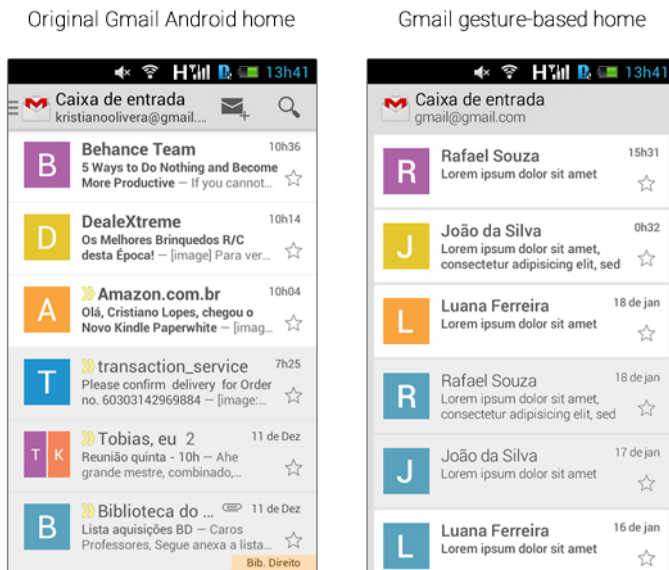 Original Gmail Android home
13h41
Caixa de entrada
kristianoolivera@gmail....
B
Behance Team
10h36
5 Ways to Do Nothing and Become
More Productive — If you cannot...
D
DealeXtreme
10h14
Os Melhores Brinquedos R/C
desta Época! — [image] Para ver...
A
Amazon.com.br
10h04
Olá, Cristiano Lopes, chegou o
Novo Kindle Paperwhite — [imag...
T
transaction_service
7h25
Please confirm delivery for Order
no. 60303142969884 — [image:...
T K
Tobias, eu 2
11 de Dez
Reunião quinta - 10h — Ahe
grande mestre, combinado,...
B
Biblioteca do ...
11 de Dez
Lista aquisições BD — Caros
Professores, Segue anexa a lista...
Bib. Direito
Gmail gesture-based home
H
13h41
Caixa de entrada
gmail@gmail.com
R
Rafael Souza
15h31
Lorem ipsum dolor sit amet
J
João da Silva
0h32
Lorem ipsum dolor sit amet,
consectetur adipisicing elit, sed
L
Luana Ferreira
18 de jan
Lorem ipsum dolor sit amet
R
Rafael Souza
18 de jan
Lorem ipsum dolor sit amet,
consectetur adipisicing elit, sed
J
João da Silva
17 de jan
Lorem ipsum dolor sit amet
L
Luana Ferreira
16 de jan
Lorem ipsum dolor sit amet